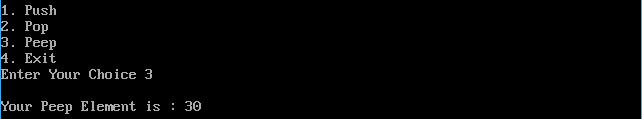 1. Push
2. Pop
3. Peep
4. Exit
Enter Your Choice 3
Your Peep Element is : 30